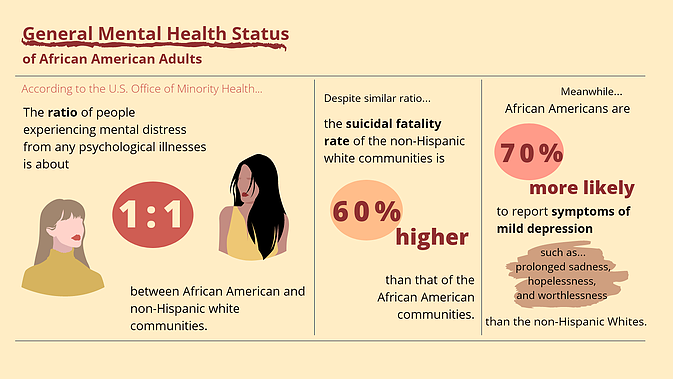 General Mental Health Status
of African American Adults
According to the U.S. Office of Minority Health...
The ratio of people
experiencing mental distress
from any psychological illnesses
is about
1:1
between African American and
non-Hispanic white
communities.
Despite similar ratio...
the suicidal fatality
rate of the non-Hispanic
white communities is
60%
higher
than that of the
African American
communities.
Meanwhile...
African Americans are
70%
more likely
to report symptoms of
mild depression
such as...
prolonged sadness,
hopelessness,
and worthlessness
than the non-Hispanic Whites.